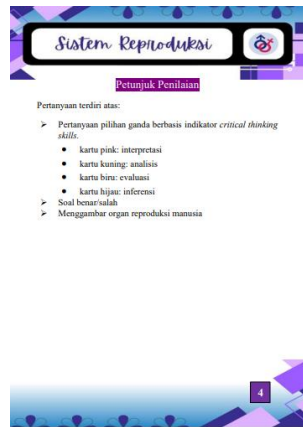 Sistem Reproduksi
Petunjuk Penilaian
Pertanyaan terdiri atas:
➢ Pertanyaan pilihan ganda berbasis indikator critical thinking
skills.
• kartu pink: interpretasi
• kartu kuning: analisis
• kartu biru: evaluasi
• kartu hijau: inferensi
➢ Soal benar/salah
➢ Menggambar organ reproduksi manusia
4